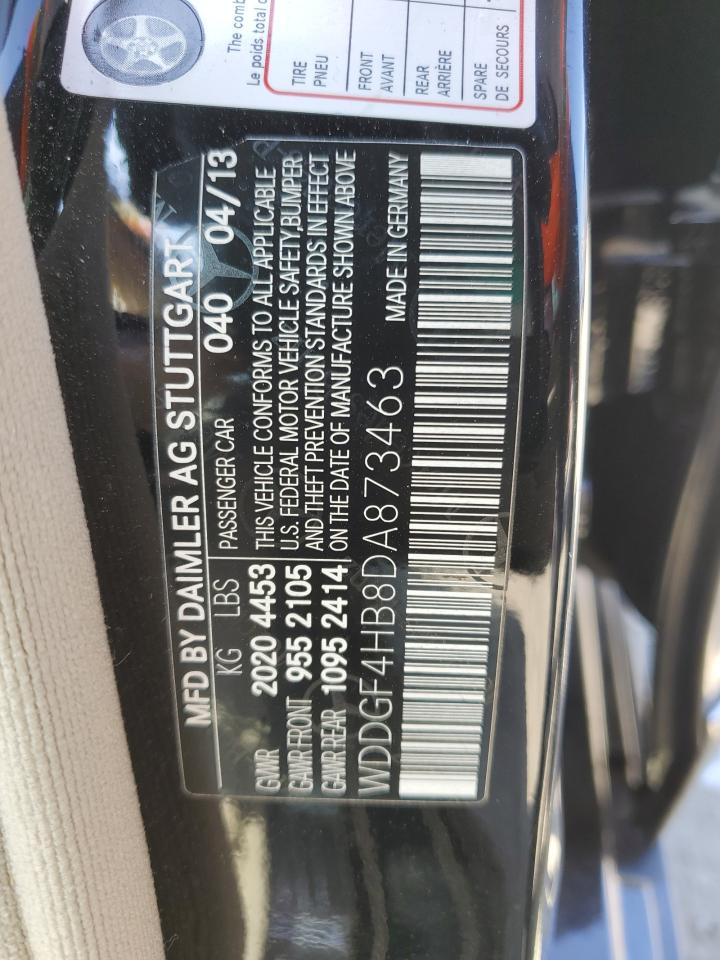 MFD BY DAIMLER AG STUTTGART
KG LBS PASSENGER CAR 040 04/13
GVWR 2020 4453 THIS VEHICLE CONFORMS TO ALL APPLICABLE
GAWR-FRONT 955 2105 U.S. FEDERAL MOTOR VEHICLE SAFETY,BUMPER,
GAWR-REAR 1095 2414 AND THEFT PREVENTION STANDARDS IN EFFECT
ON THE DATE OF MANUFACTURE SHOWN ABOVE
WDDGF4HB8DA873463 MADE IN GERMANY
The comb
Le poids total c
TIRE
PNEU
FRONT
AVANT
REAR
ARRIÈRE
SPARE
DE SECOURS